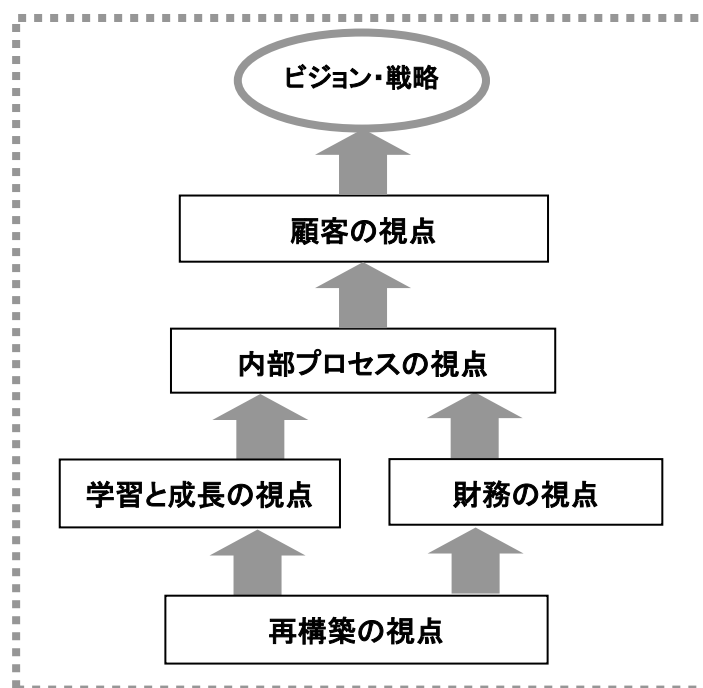 ビジョン・戦略
顧客の視点
内部プロセスの視点
学習と成長の視点
財務の視点
再構築の視点